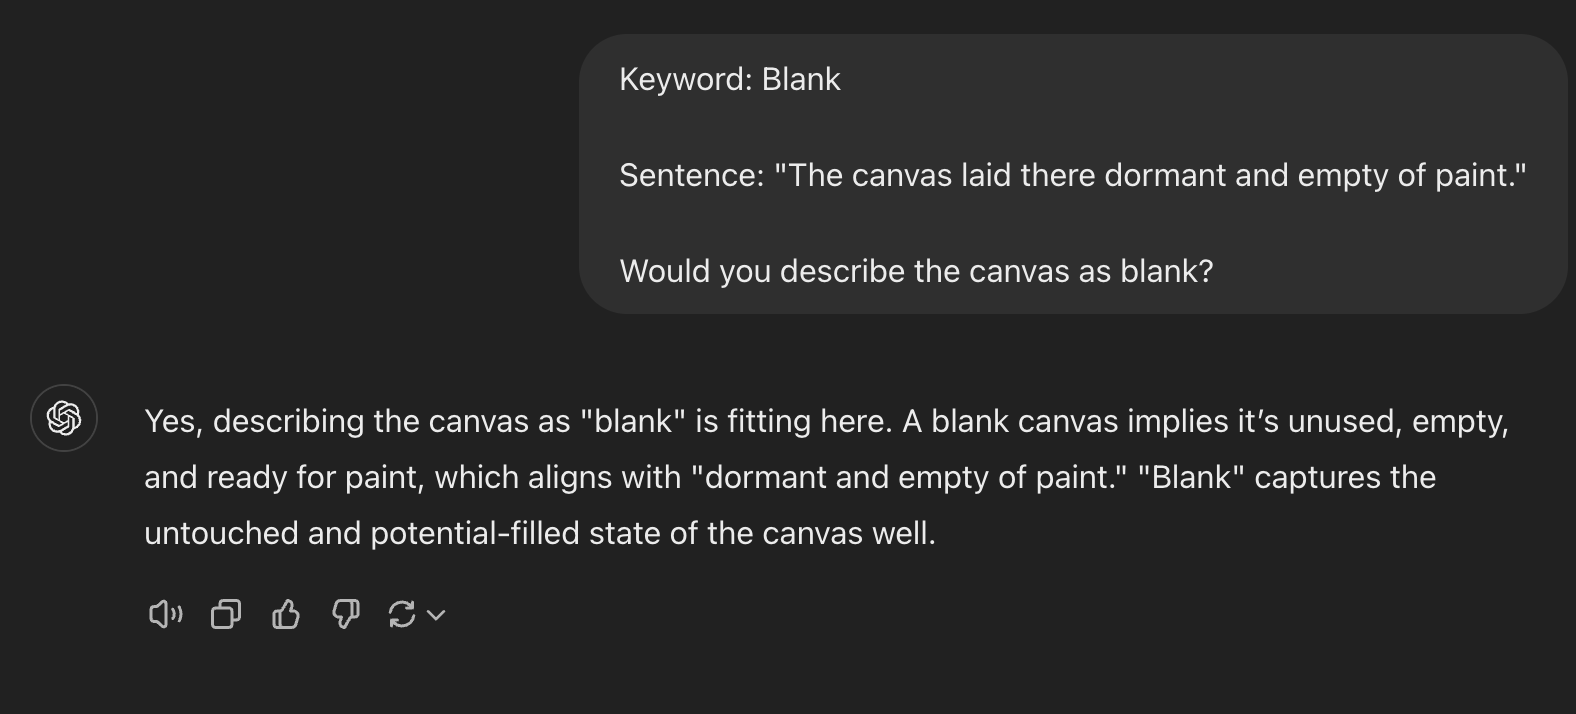 Keyword: Blank
Sentence: "The canvas laid there dormant and empty of paint."
Would you describe the canvas as blank?
Yes, describing the canvas as "blank" is fitting here. A blank canvas implies it’s unused, empty,
and ready for paint, which aligns with "dormant and empty of paint." "Blank" captures the
untouched and potential-filled state of the canvas well.